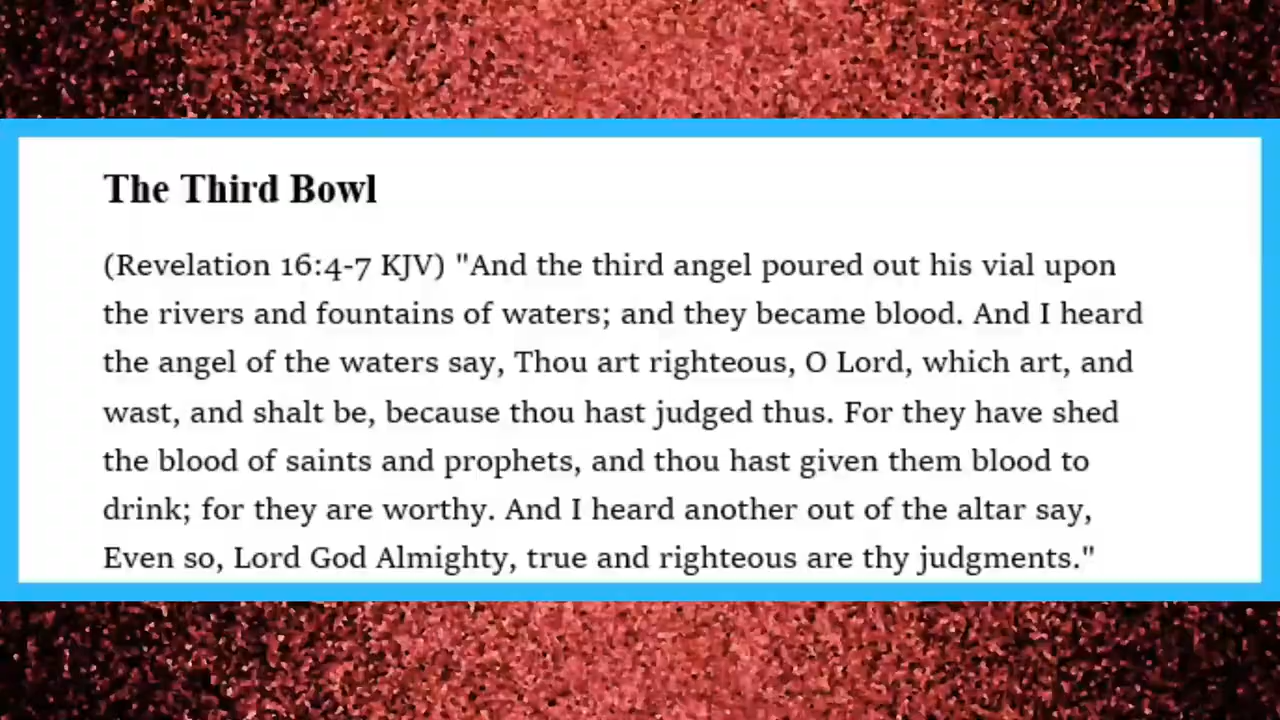 The Third Bowl
(Revelation 16:4-7 KJV) "And the third angel poured out his vial upon
the rivers and fountains of waters; and they became blood. And I heard
the angel of the waters say, Thou art righteous, O Lord, which art, and
wast, and shalt be, because thou hast judged thus. For they have shed
the blood of saints and prophets, and thou hast given them blood to
drink; for they are worthy. And I heard another out of the altar say,
Even so, Lord God Almighty, true and righteous are thy judgments."